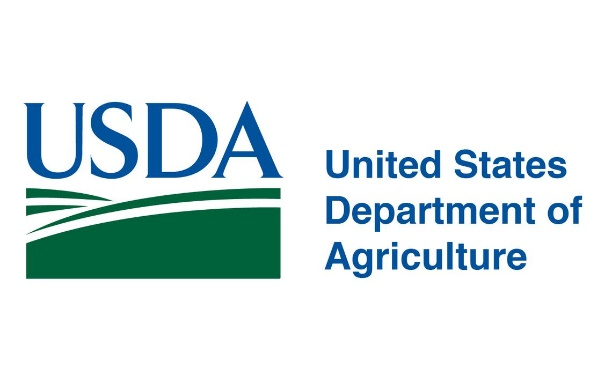 USDA
United States
Department of
Agriculture